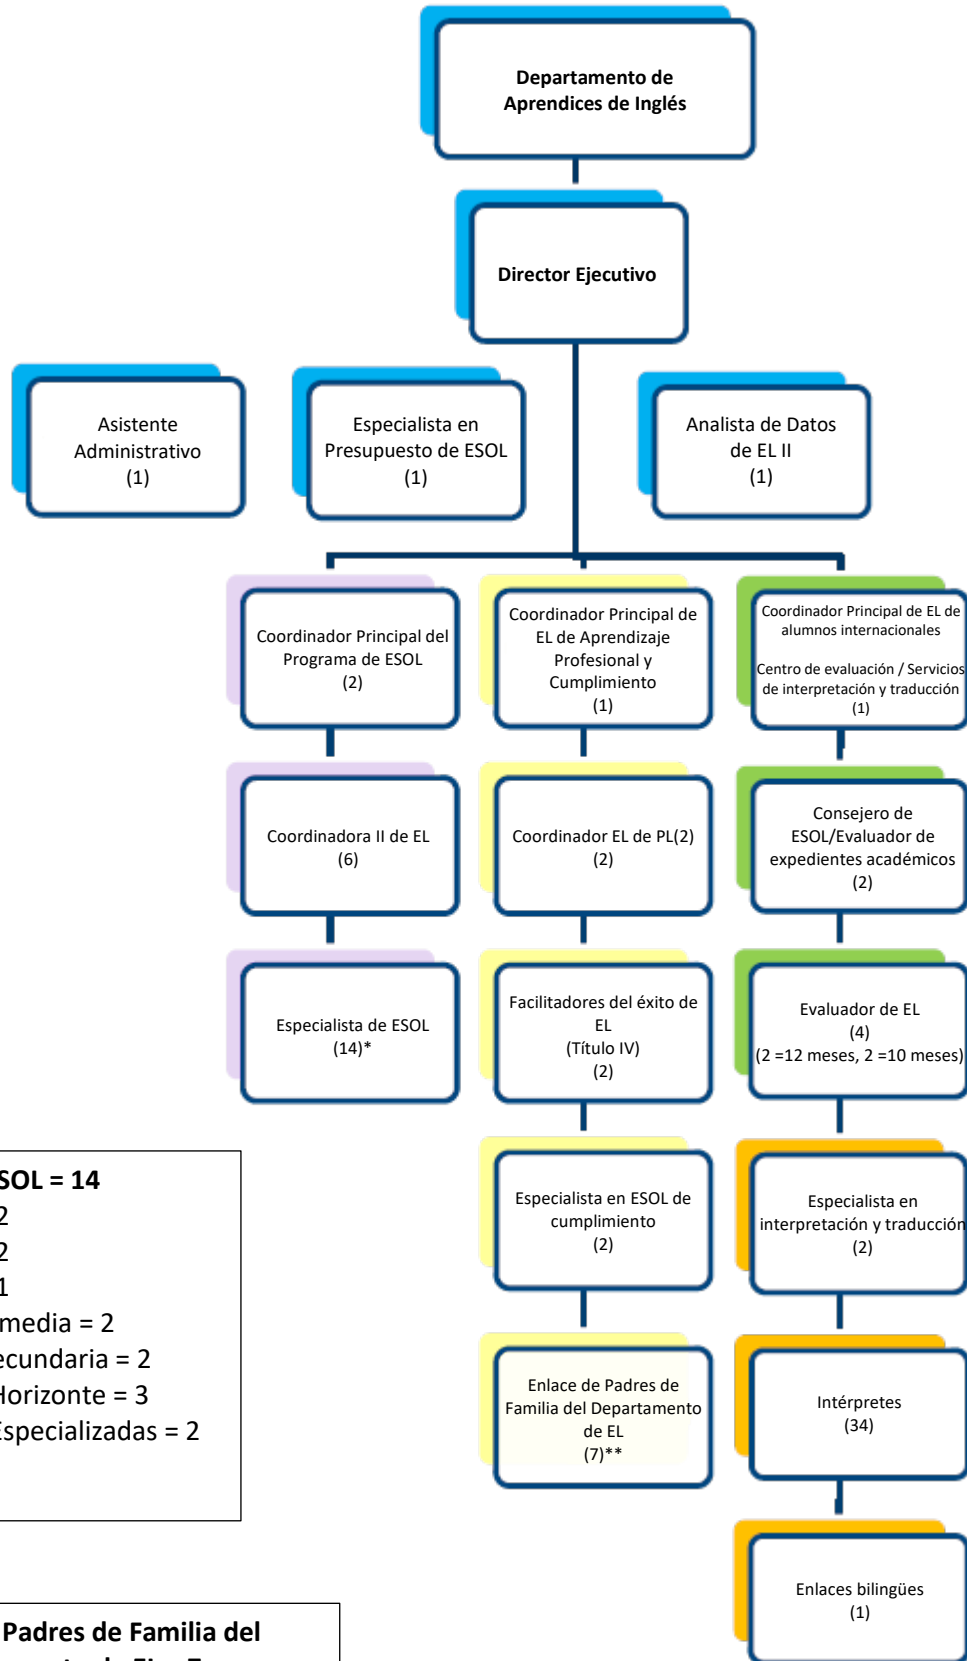 Departamento de
Aprendices de Inglés
Director Ejecutivo
Asistente
Administrativo
(1)
Especialista en
Presupuesto de ESOL
(1)
Analista de Datos
de EL II
(1)
Coordinador Principal del
Programa de ESOL
(2)
Coordinador Principal de
EL de Aprendizaje
Profesional y
Cumplimiento
(1)
Coordinador Principal de EL de
alumnos internacionales
Centro de evaluación / Servicios
de interpretación y traducción
(1)
Coordinadora II de EL
(6)
Coordinador EL de PL(2)
(2)
Consejero de
ESOL/Evaluador de
expedientes académicos
(2)
Especialista de ESOL
(14)*
Facilitadores del éxito de
EL
(Título IV)
(2)
Evaluador de EL
(4)
(2 =12 meses, 2 =10 meses)
Especialista en ESOL de
cumplimiento
(2)
Especialista en
interpretación y traducción
(2)
Enlace de Padres de
Familia del Departamento
de EL
(7)**
Intérpretes
(34)
Enlaces bilingües
(1)
SOL = 14
2
2
1
media = 2
ecundaria = 2
Horizonte = 3
Especializadas = 2
Padres de Familia del